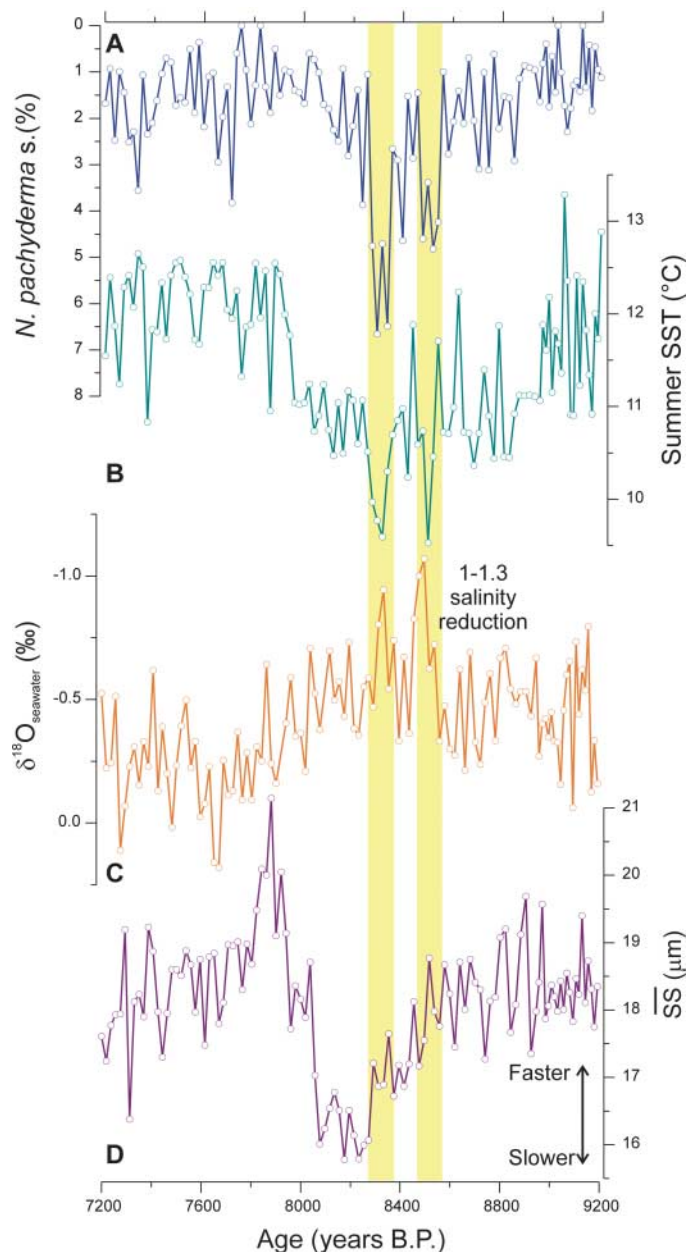 A
0
1
2
3
4
5
6
7
8
N. pachyderma s.(%)
13
12
11
10
Summer SST (°C)
B
-1.0
-0.5
0.0
δ¹⁸Oseawater (‰)
1-1.3
salinity
reduction
C
21
20
19
18
17
16
SS (μm)
Faster
Slower
D
7200 7600 8000 8400 8800 9200
Age (years B.P.)